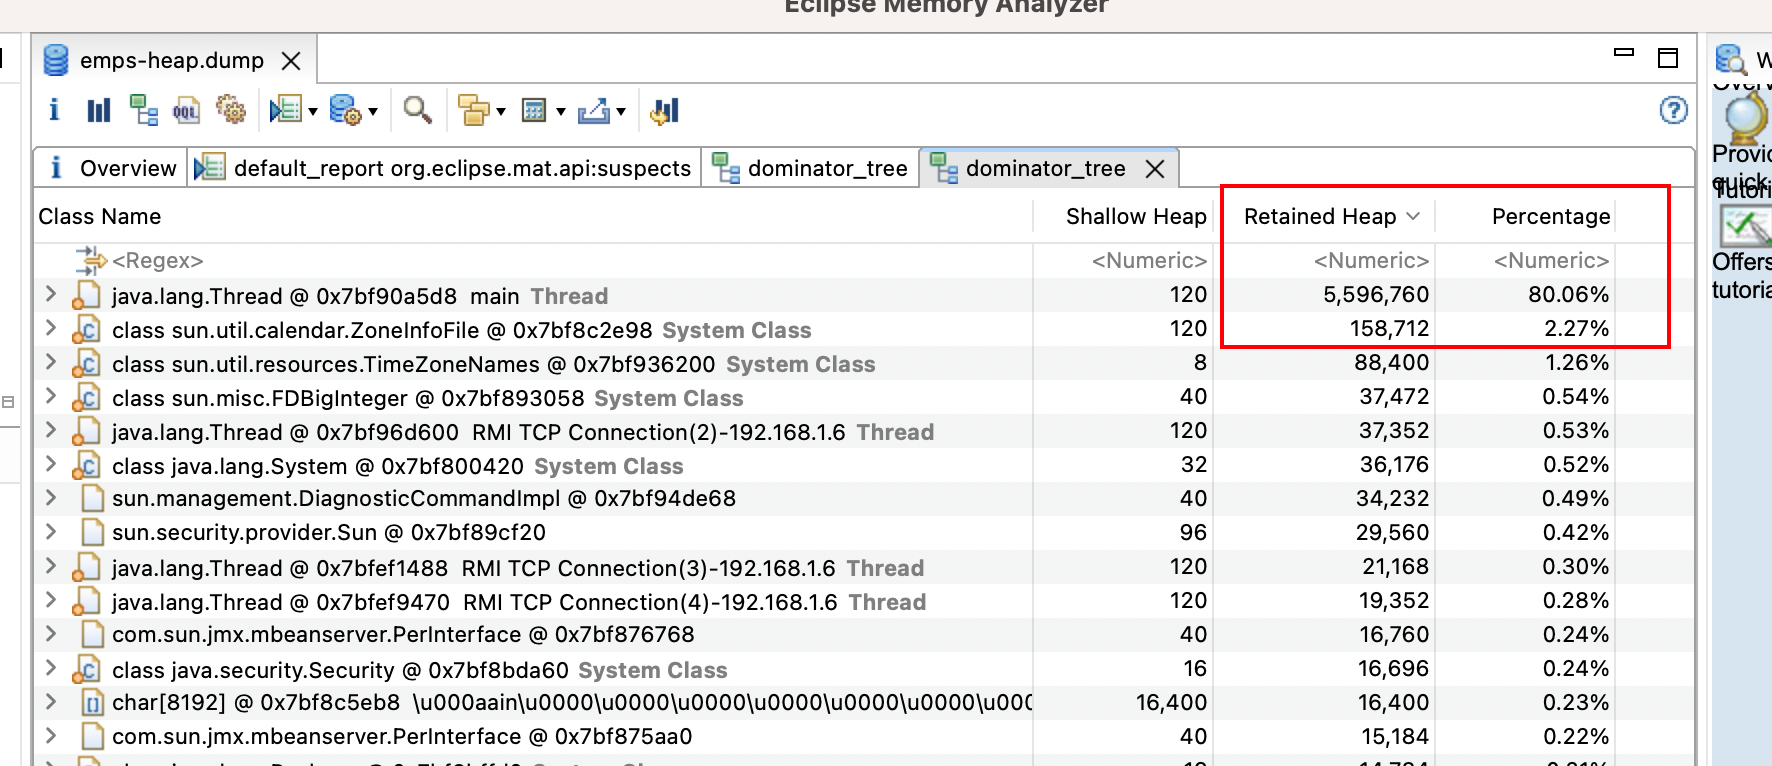 Eclipse Memory Analyzer
emps-heap.dump
i OQL
i Overview default_report org.eclipse.mat.api:suspects dominator_tree dominator_tree
Class Name Shallow Heap Retained Heap Percentage
<Regex> <Numeric> <Numeric> <Numeric>
java.lang.Thread @ 0x7bf90a5d8 main Thread 120 5,596,760 80.06%
class sun.util.calendar.ZoneInfoFile @ 0x7bf8c2e98 System Class 120 158,712 2.27%
class sun.util.resources.TimeZoneNames @ 0x7bf936200 System Class 8 88,400 1.26%
class sun.misc.FDBigInteger @ 0x7bf893058 System Class 40 37,472 0.54%
java.lang.Thread @ 0x7bf96d600 RMI TCP Connection(2)-192.168.1.6 Thread 120 37,352 0.53%
class java.lang.System @ 0x7bf800420 System Class 32 36,176 0.52%
sun.management.DiagnosticCommandImpl @ 0x7bf94de68 40 34,232 0.49%
sun.security.provider.Sun @ 0x7bf89cf20 96 29,560 0.42%
java.lang.Thread @ 0x7bfef1488 RMI TCP Connection(3)-192.168.1.6 Thread 120 21,168 0.30%
java.lang.Thread @ 0x7bfef9470 RMI TCP Connection(4)-192.168.1.6 Thread 120 19,352 0.28%
com.sun.jmx.mbeanserver.PerInterface @ 0x7bf876768 40 16,760 0.24%
class java.security.Security @ 0x7bf8bda60 System Class 16 16,696 0.24%
char[8192] @ 0x7bf8c5eb8 \u000aain\u0000\u0000\u0000\u0000\u0000\u0000\u000 16,400 16,400 0.23%
com.sun.jmx.mbeanserver.PerInterface @ 0x7bf875aa0 40 15,184 0.22%
W
Provic
quick
Tutori
Offers
tutoria